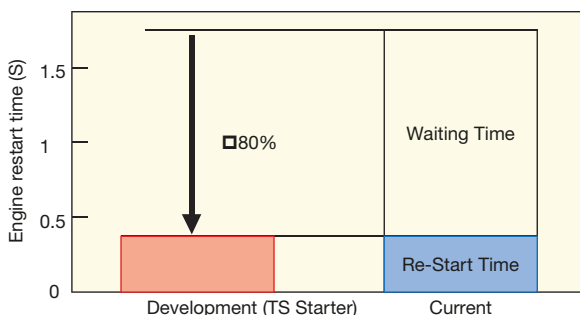 Engine restart time (S)
1.5
1
0.5
0
□80%
Waiting Time
Re-Start Time
Development (TS Starter)
Current